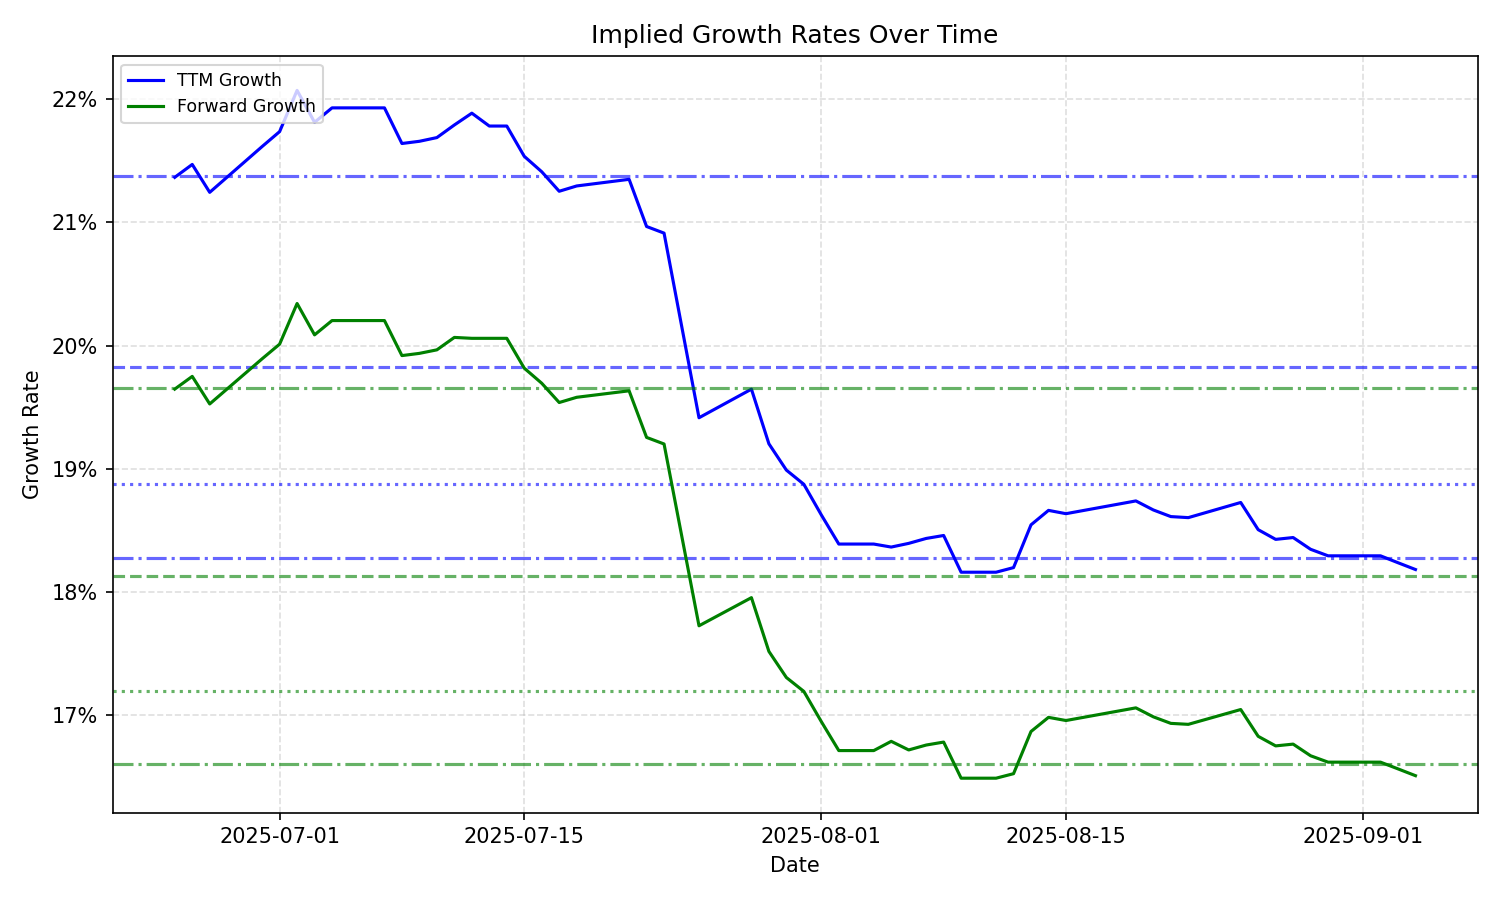 Implied Growth Rates Over Time
TTM Growth
Forward Growth
22%
21%
20%
19%
18%
17%
Growth Rate
2025-07-01
2025-07-15
2025-08-01
2025-08-15
2025-09-01
Date